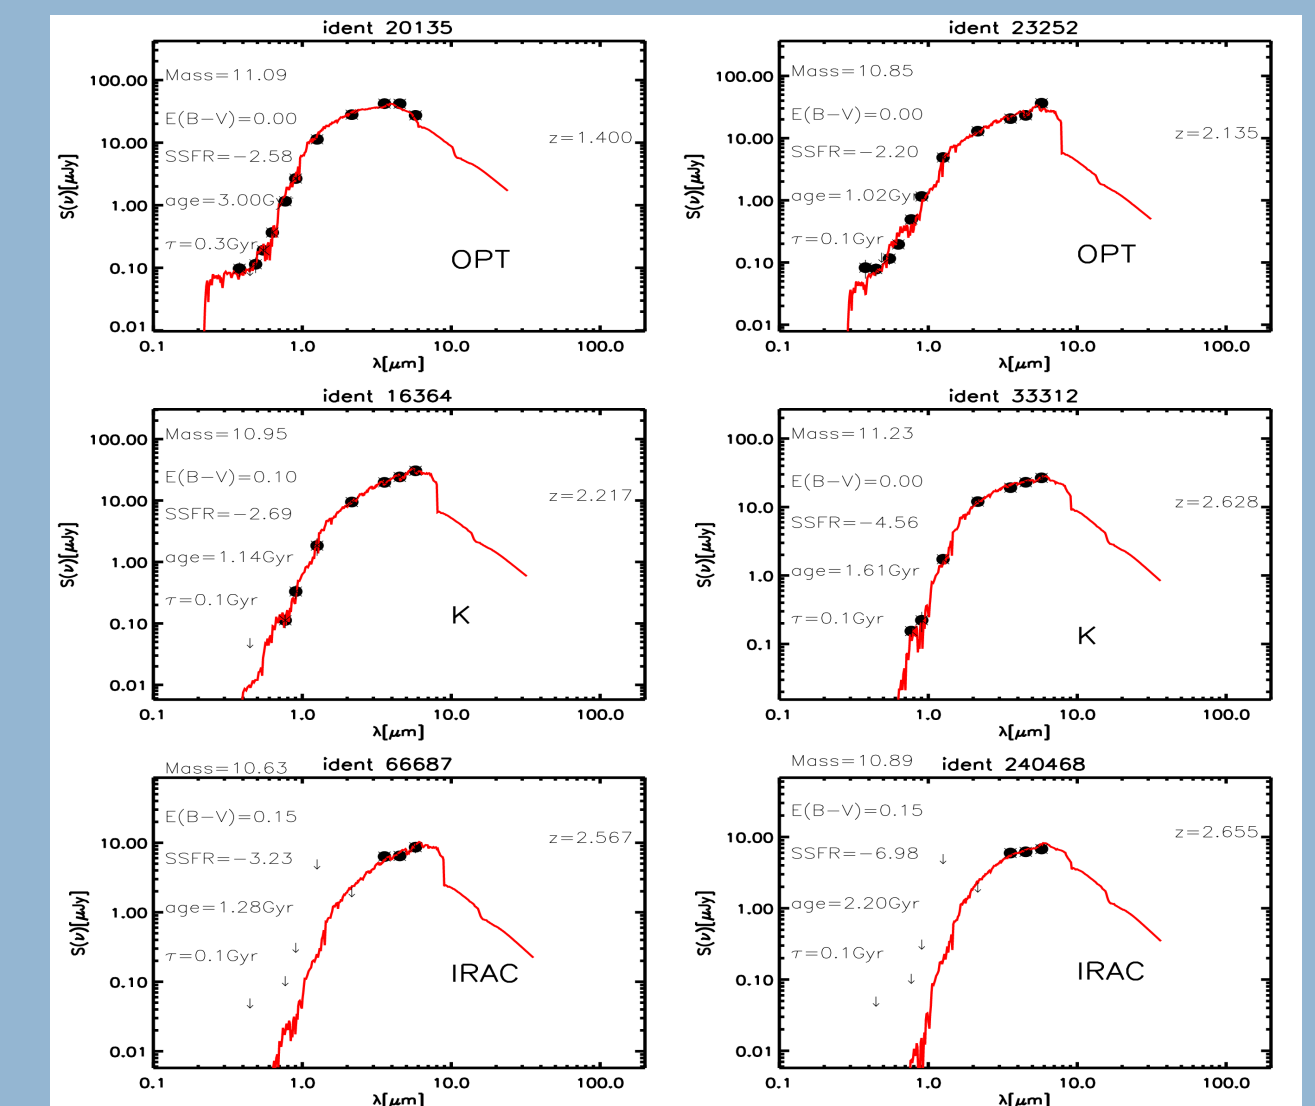 ident 20135
Mass=11.09
E(B−V)=0.00
SSFR=−2.58
age=3.00Gyr
τ=0.3Gyr
z=1.400
OPT
S(ν)[μJy]
100.00
10.00
1.00
0.10
0.01
0.1 1.0 10.0 100.0
λ[μm]
ident 23252
Mass=10.85
E(B−V)=0.00
SSFR=−2.20
age=1.02Gyr
τ=0.1Gyr
z=2.135
OPT
S(ν)[μJy]
100.00
10.00
1.00
0.10
0.01
0.1 1.0 10.0 100.0
λ[μm]
ident 16364
Mass=10.95
E(B−V)=0.10
SSFR=−2.69
age=1.14Gyr
τ=0.1Gyr
z=2.217
K
S(ν)[μJy]
100.00
10.00
1.00
0.10
0.01
0.1 1.0 10.0 100.0
λ[μm]
ident 33312
Mass=11.23
E(B−V)=0.00
SSFR=−4.56
age=1.61Gyr
τ=0.1Gyr
z=2.628
K
S(ν)[μJy]
100.0
10.0
1.0
0.1
0.1 1.0 10.0 100.0
λ[μm]
ident 66687
Mass=10.63
E(B−V)=0.15
SSFR=−3.23
age=1.28Gyr
τ=0.1Gyr
z=2.567
IRAC
S(ν)[μJy]
10.00
1.00
0.10
0.01
0.1 1.0 10.0 100.0
λ[μm]
ident 240468
Mass=10.89
E(B−V)=0.15
SSFR=−6.98
age=2.20Gyr
τ=0.1Gyr
z=2.655
IRAC
S(ν)[μJy]
10.00
1.00
0.10
0.01
0.1 1.0 10.0 100.0
λ[μm]